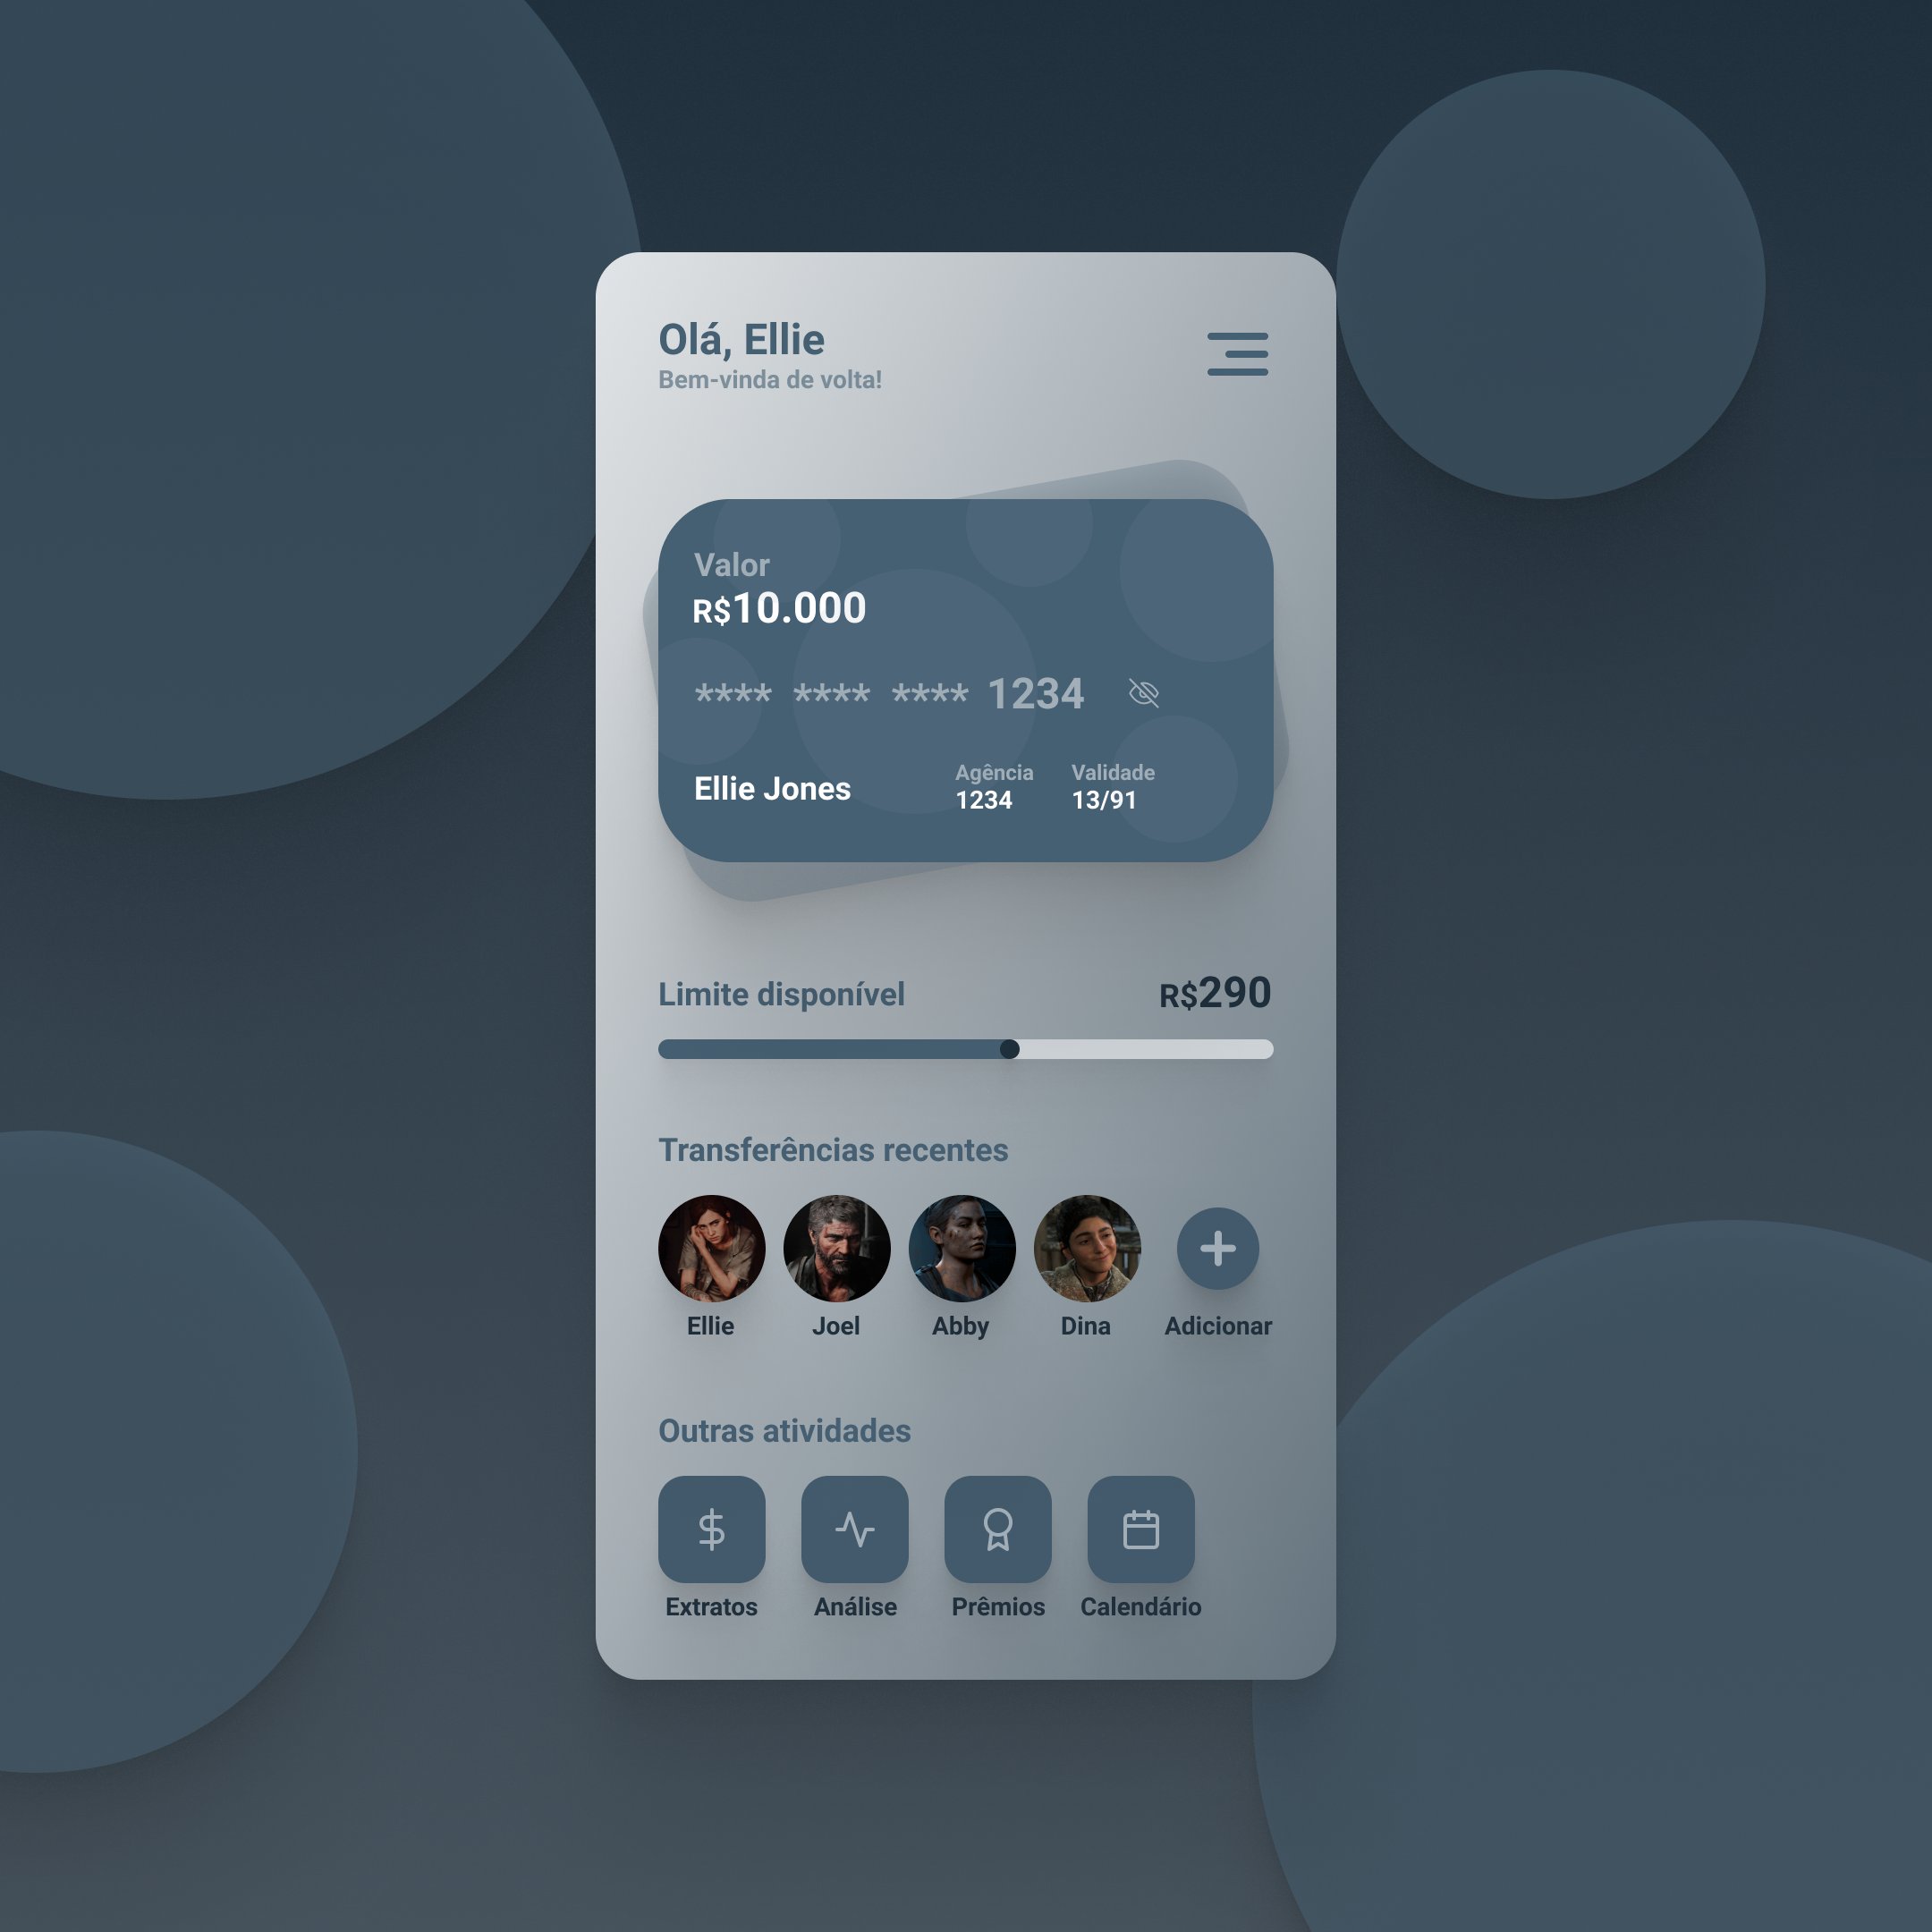 Olá, Ellie
Bem-vinda de volta!
Valor
R$10.000
**** **** **** 1234
Ellie Jones
Agência
1234
Validade
13/91
Limite disponível
R$290
Transferências recentes
Ellie
Joel
Abby
Dina
Adicionar
Outras atividades
Extratos
Análise
Prêmios
Calendário